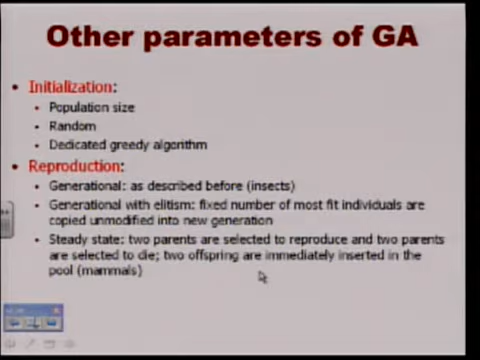 Other parameters of GA
Initialization:
Population size
Random
Dedicated greedy algorithm
Reproduction:
Generational: as described before (insects)
Generational with elitism: fixed number of most fit individuals are
copied unmodified into new generation
Steady state: two parents are selected to reproduce and two parents
are selected to die; two offspring are immediately inserted in the
pool (mammals)